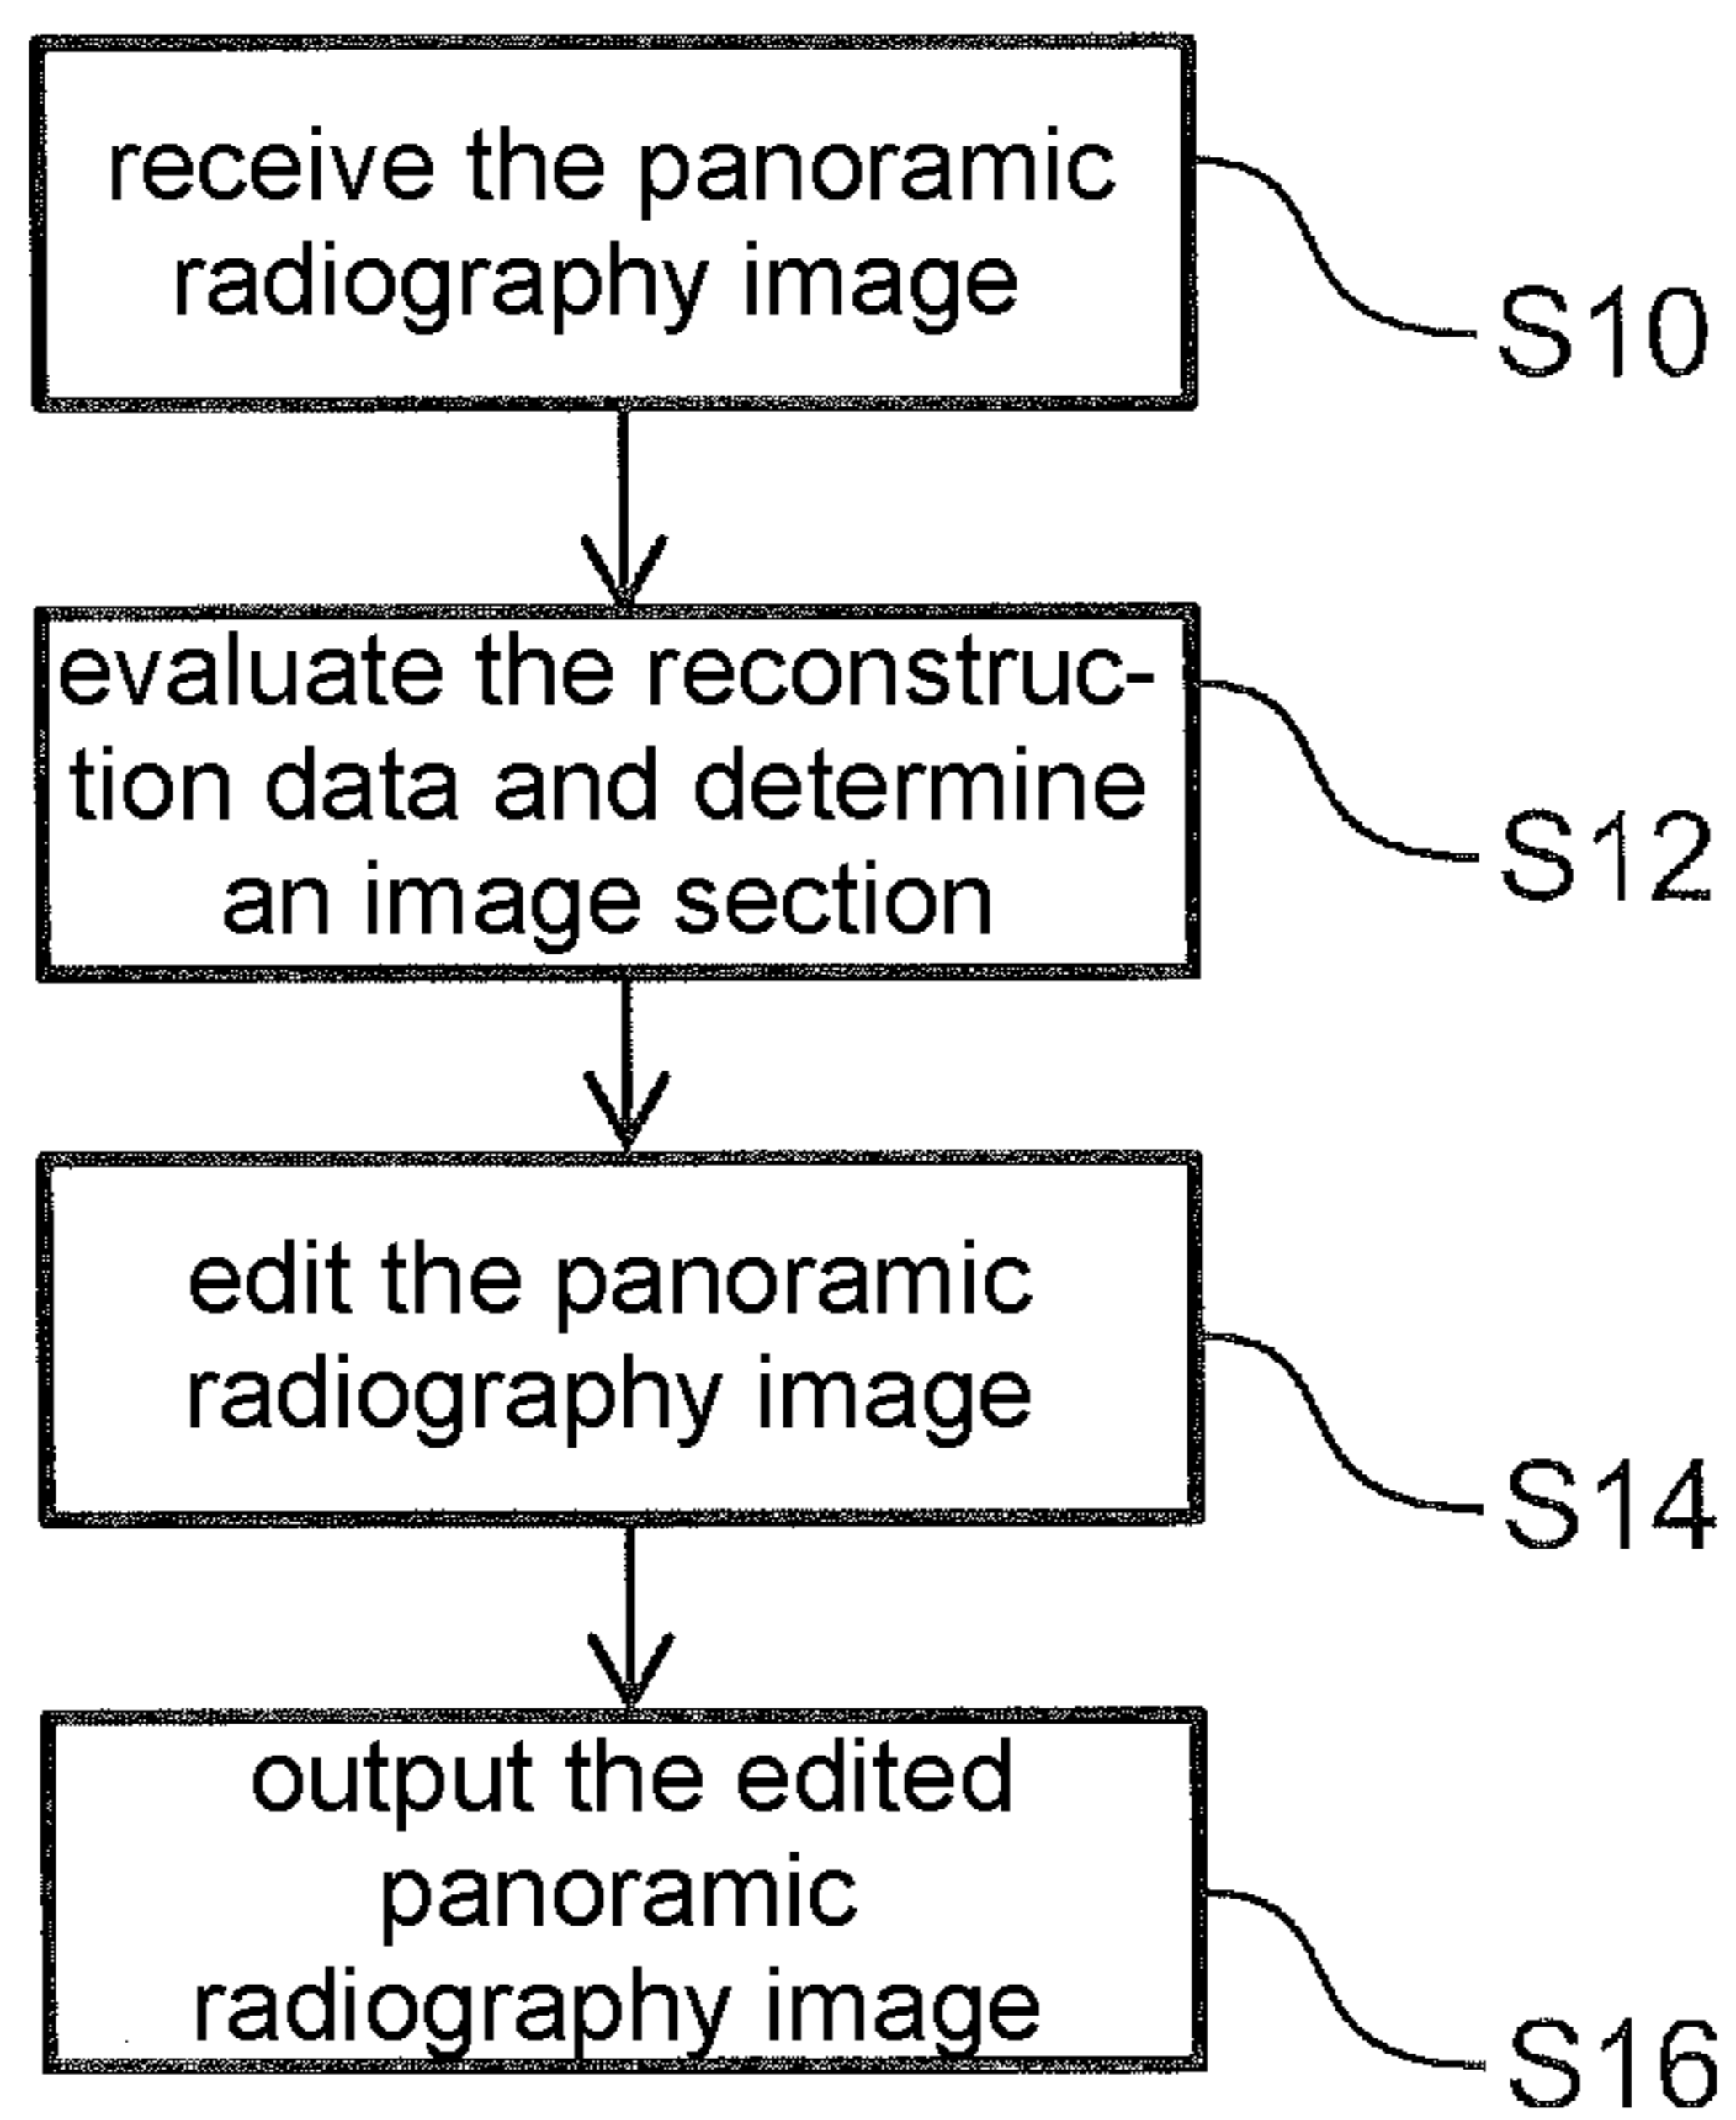 receive the panoramic
radiography image
S10
evaluate the reconstruc-
tion data and determine
an image section
S12
edit the panoramic
radiography image
S14
output the edited
panoramic
radiography image
S16